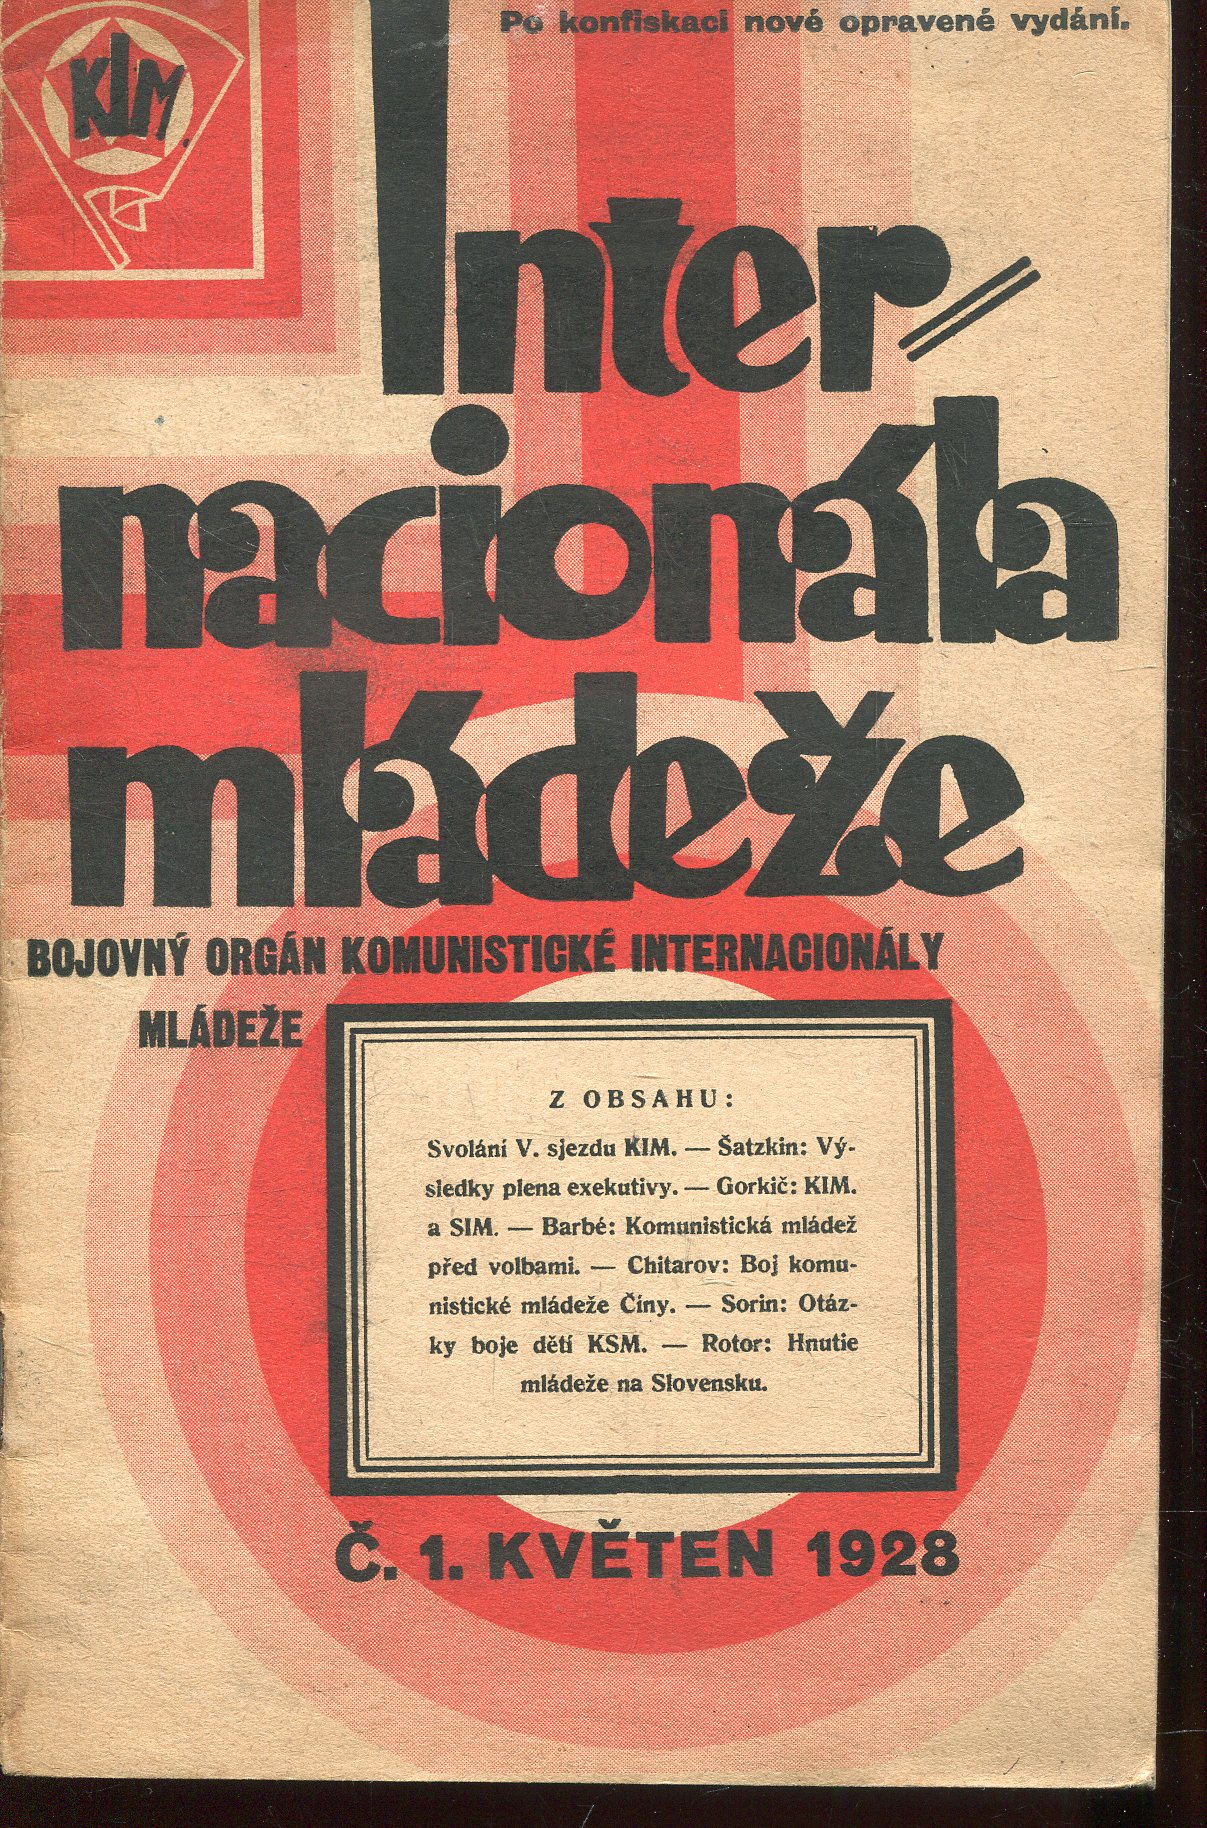 Po konfiskaci nové opravené vydání.
KIM.
Inter-
nacionála
mládeže
BOJOVNÝ ORGÁN KOMUNISTICKÉ INTERNACIONÁLY
MLÁDEŽE
Z OBSAHU:
Svolání V. sjezdu KIM. — Šatzkin: Vý-
sledky plena exekutivy. — Gorkič: KIM.
a SIM. — Barbé: Komunistická mládež
před volbami. — Chitarov: Boj komu-
nistické mládeže Číny. — Sorin: Otáz-
ky boje dětí KSM. — Rotor: Hnutie
mládeže na Slovensku.
Č. 1. KVĚTEN 1928